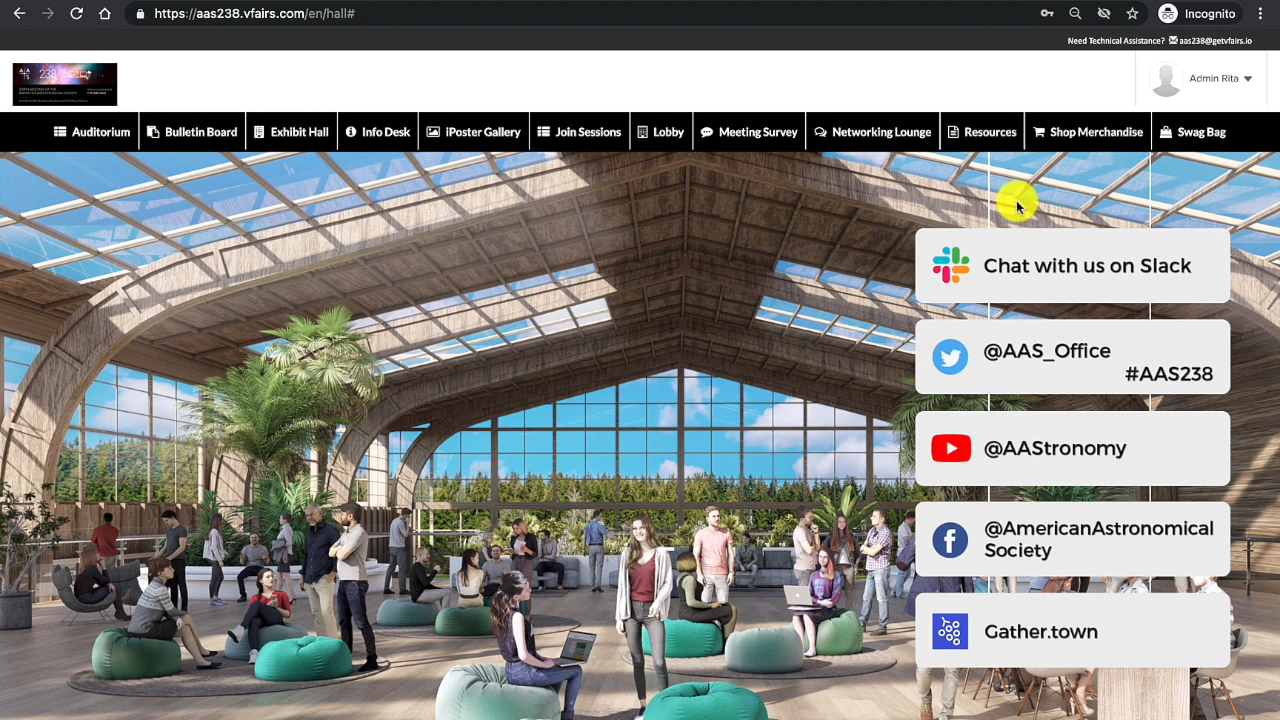 https://aas238.vfairs.com/en/hall#
Incognito
Need Technical Assistance? aas238@getvfairs.io
238
Admin Rita
Auditorium Bulletin Board Exhibit Hall Info Desk iPoster Gallery Join Sessions Lobby Meeting Survey Networking Lounge Resources Shop Merchandise Swag Bag
Chat with us on Slack
@AAS_Office
#AAS238
@AAStronomy
@AmericanAstronomical
Society
Gather.town